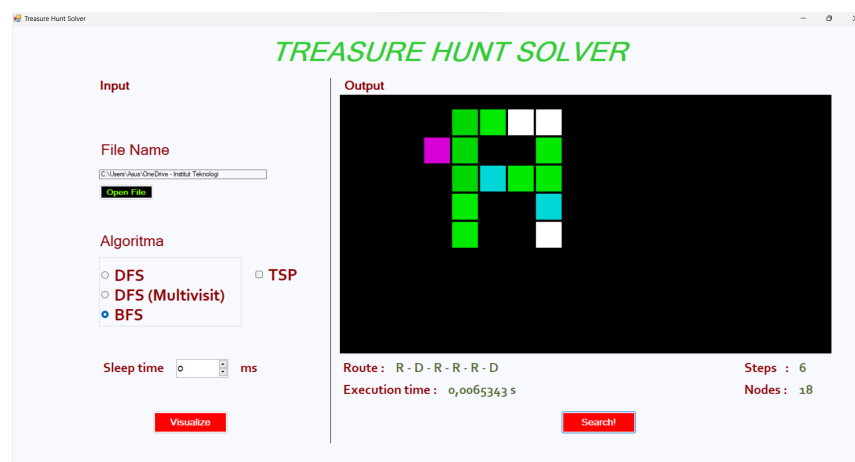 Treasure Hunt Solver
TREASURE HUNT SOLVER
Input
Output
File Name
C:\Users\Asus\OneDrive - Institut Teknologi
Open File
Algoritma
DFS
TSP
DFS (Multivisit)
BFS
Sleep time 0 ms
Route : R - D - R - R - R - D
Steps : 6
Execution time : 0,0065343 s
Nodes : 18
Visualize
Search!